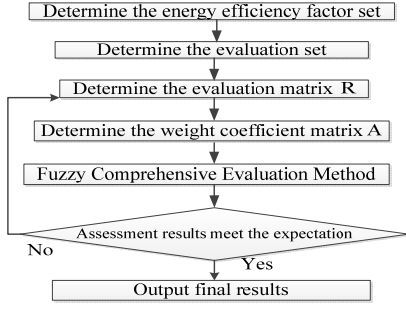 Determine the energy efficiency factor set
Determine the evaluation set
Determine the evaluation matrix R
Determine the weight coefficient matrix A
Fuzzy Comprehensive Evaluation Method
Assessment results meet the expectation
No
Yes
Output final results